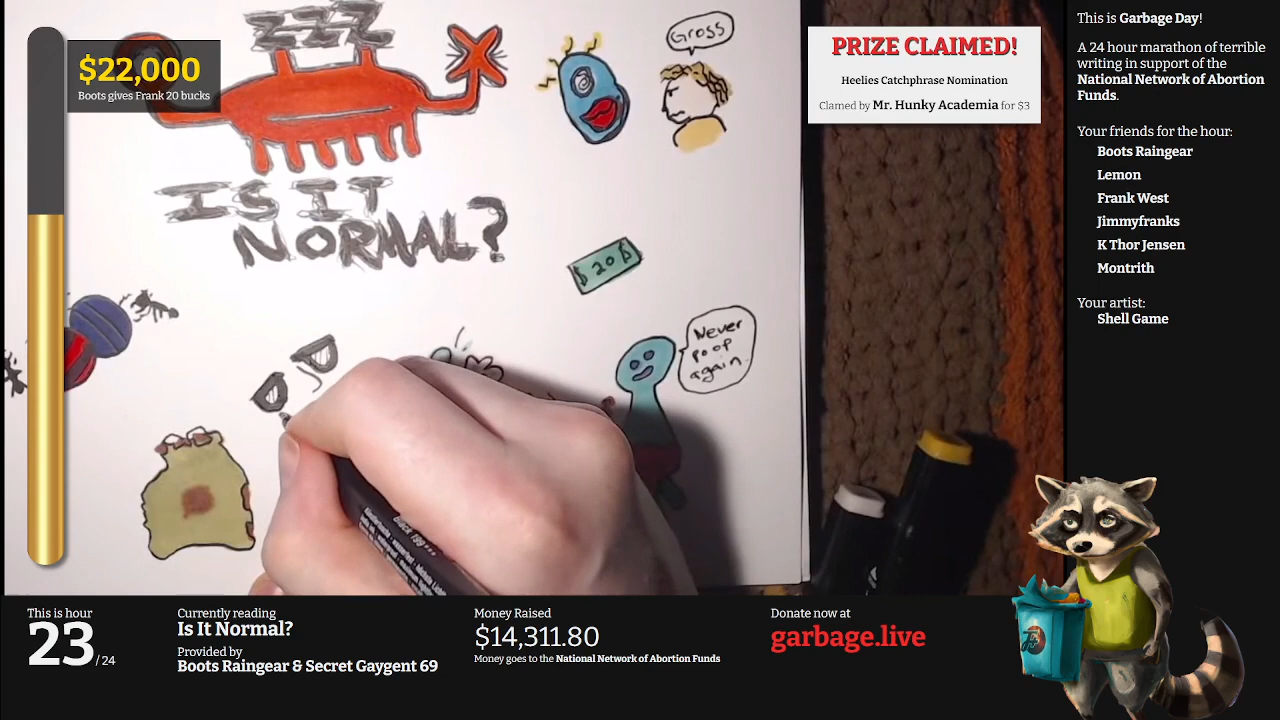 $22,000
Boots gives Frank 20 bucks
ZZZ
Gross
IS IT
NORMAL?
$20$
Never
poop
again.
PRIZE CLAIMED!
Heelies Catchphrase Nomination
Clamed by Mr. Hunky Academia for $3
This is Garbage Day!
A 24 hour marathon of terrible
writing in support of the
National Network of Abortion
Funds.
Your friends for the hour:
Boots Raingear
Lemon
Frank West
Jimmyfranks
K Thor Jensen
Montrith
Your artist:
Shell Game
This is hour
23/24
Currently reading
Is It Normal?
Provided by
Boots Raingear & Secret Gaygent 69
Money Raised
$14,311.80
Money goes to the National Network of Abortion Funds
Donate now at
garbage.live